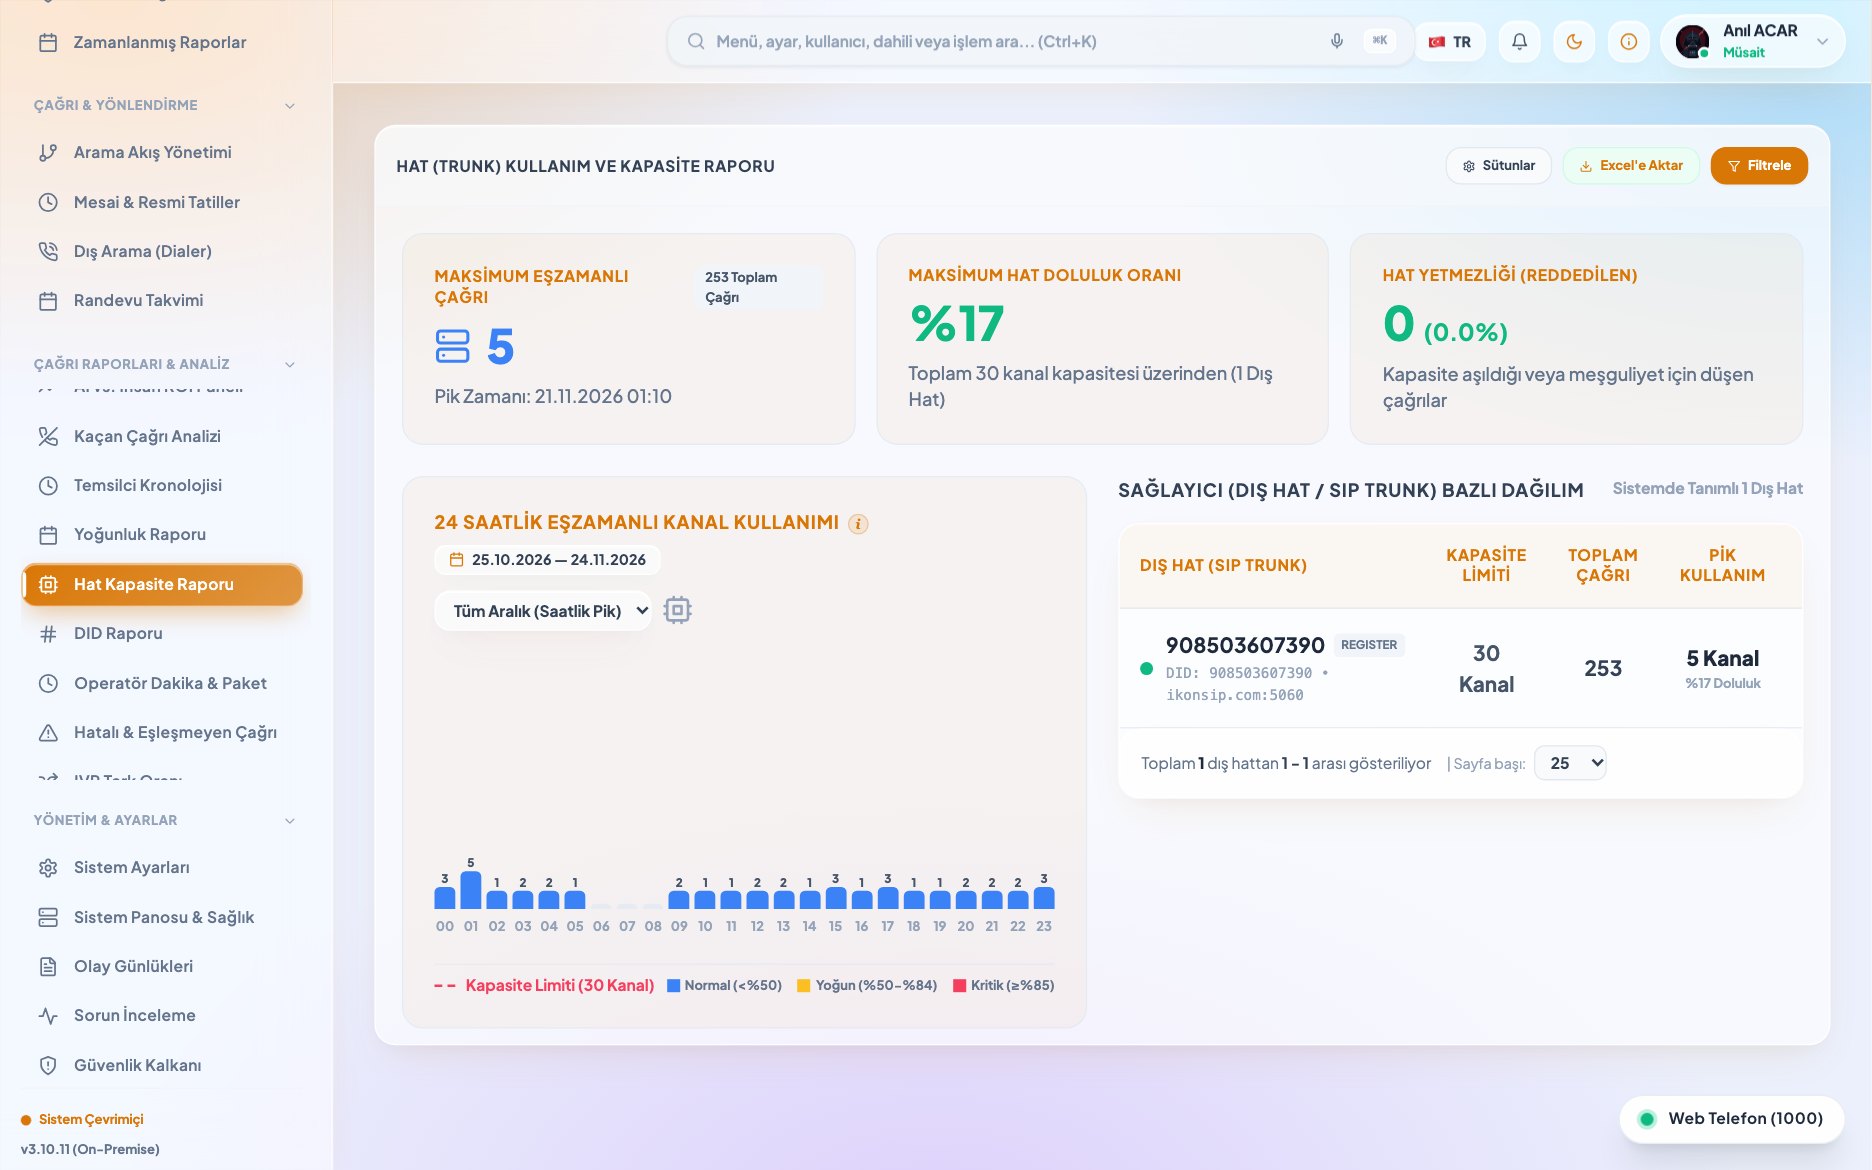 Zamanlanmış Raporlar
ÇAĞRI & YÖNLENDİRME
Arama Akış Yönetimi
Mesai & Resmi Tatiller
Dış Arama (Dialer)
Randevu Takvimi
ÇAĞRI RAPORLARI & ANALİZ
Kaçan Çağrı Analizi
Temsilci Kronolojisi
Yoğunluk Raporu
Hat Kapasite Raporu
DID Raporu
Operatör Dakika & Paket
Hatalı & Eşleşmeyen Çağrı
YÖNETİM & AYARLAR
Sistem Ayarları
Sistem Panosu & Sağlık
Olay Günlükleri
Sorun İnceleme
Güvenlik Kalkanı
Sistem Çevrimiçi
v3.10.11 (On-Premise)
Menü, ayar, kullanıcı, dahili veya işlem ara... (Ctrl+K)
⌘K
TR
Anıl ACAR
Müsait
HAT (TRUNK) KULLANIM VE KAPASİTE RAPORU
Sütunlar
Excel'e Aktar
Filtrele
MAKSİMUM EŞZAMANLI
ÇAĞRI
253 Toplam
Çağrı
5
Pik Zamanı: 21.11.2026 01:10
MAKSİMUM HAT DOLULUK ORANI
%17
Toplam 30 kanal kapasitesi üzerinden (1 Dış
Hat)
HAT YETMEZLİĞİ (REDDEDİLEN)
0 (0.0%)
Kapasite aşıldığı veya meşguliyet için düşen
çağrılar
24 SAATLİK EŞZAMANLI KANAL KULLANIMI i
25.10.2026 — 24.11.2026
Tüm Aralık (Saatlik Pik)
3 5 1 2 2 1 2 1 1 2 2 1 3 1 3 1 1 2 2 2 3
00 01 02 03 04 05 06 07 08 09 10 11 12 13 14 15 16 17 18 19 20 21 22 23
Kapasite Limiti (30 Kanal) Normal (<%50) Yoğun (%50-%84) Kritik (≥%85)
SAĞLAYICI (DIŞ HAT / SIP TRUNK) BAZLI DAĞILIM
Sistemde Tanımlı 1 Dış Hat
DIŞ HAT (SIP TRUNK)
KAPASİTE
LİMİTİ
TOPLAM
ÇAĞRI
PİK
KULLANIM
908503607390 REGISTER
DID: 908503607390 •
ikonsip.com:5060
30
Kanal
253
5 Kanal
%17 Doluluk
Toplam 1 dış hattan 1 - 1 arası gösteriliyor | Sayfa başı: 25
Web Telefon (1000)